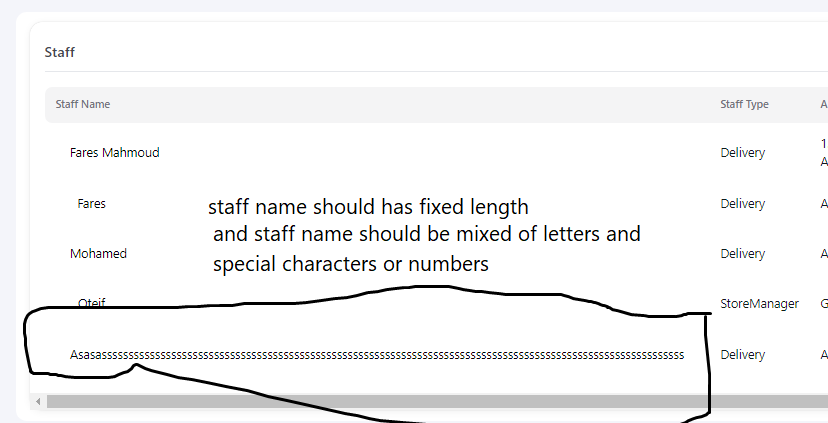 Staff
Staff Name Staff Type A
Fares Mahmoud Delivery 1
A
Fares Delivery A
staff name should has fixed length
Mohamed and staff name should be mixed of letters and Delivery A
special characters or numbers
Oteif StoreManager G
Asasasssssssssssssssssssssssssssssssssssssssssssssssssssssssssssssssssssssssssssssssssssssssssssssssssssssssss Delivery A